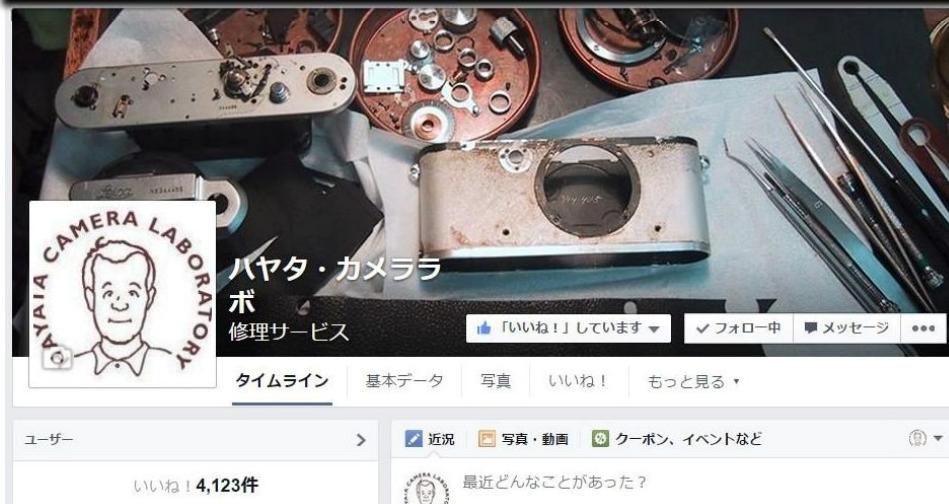 Leica
AYATA CAMERA LABORATORY
ハヤタ・カメララ
ボ
修理サービス
「いいね！」しています
フォロー中
メッセージ
タイムライン
基本データ
写真
いいね！
もっと見る
ユーザー
近況
写真・動画
クーポン、イベントなど
いいね！4,123件
最近どんなことがあった？